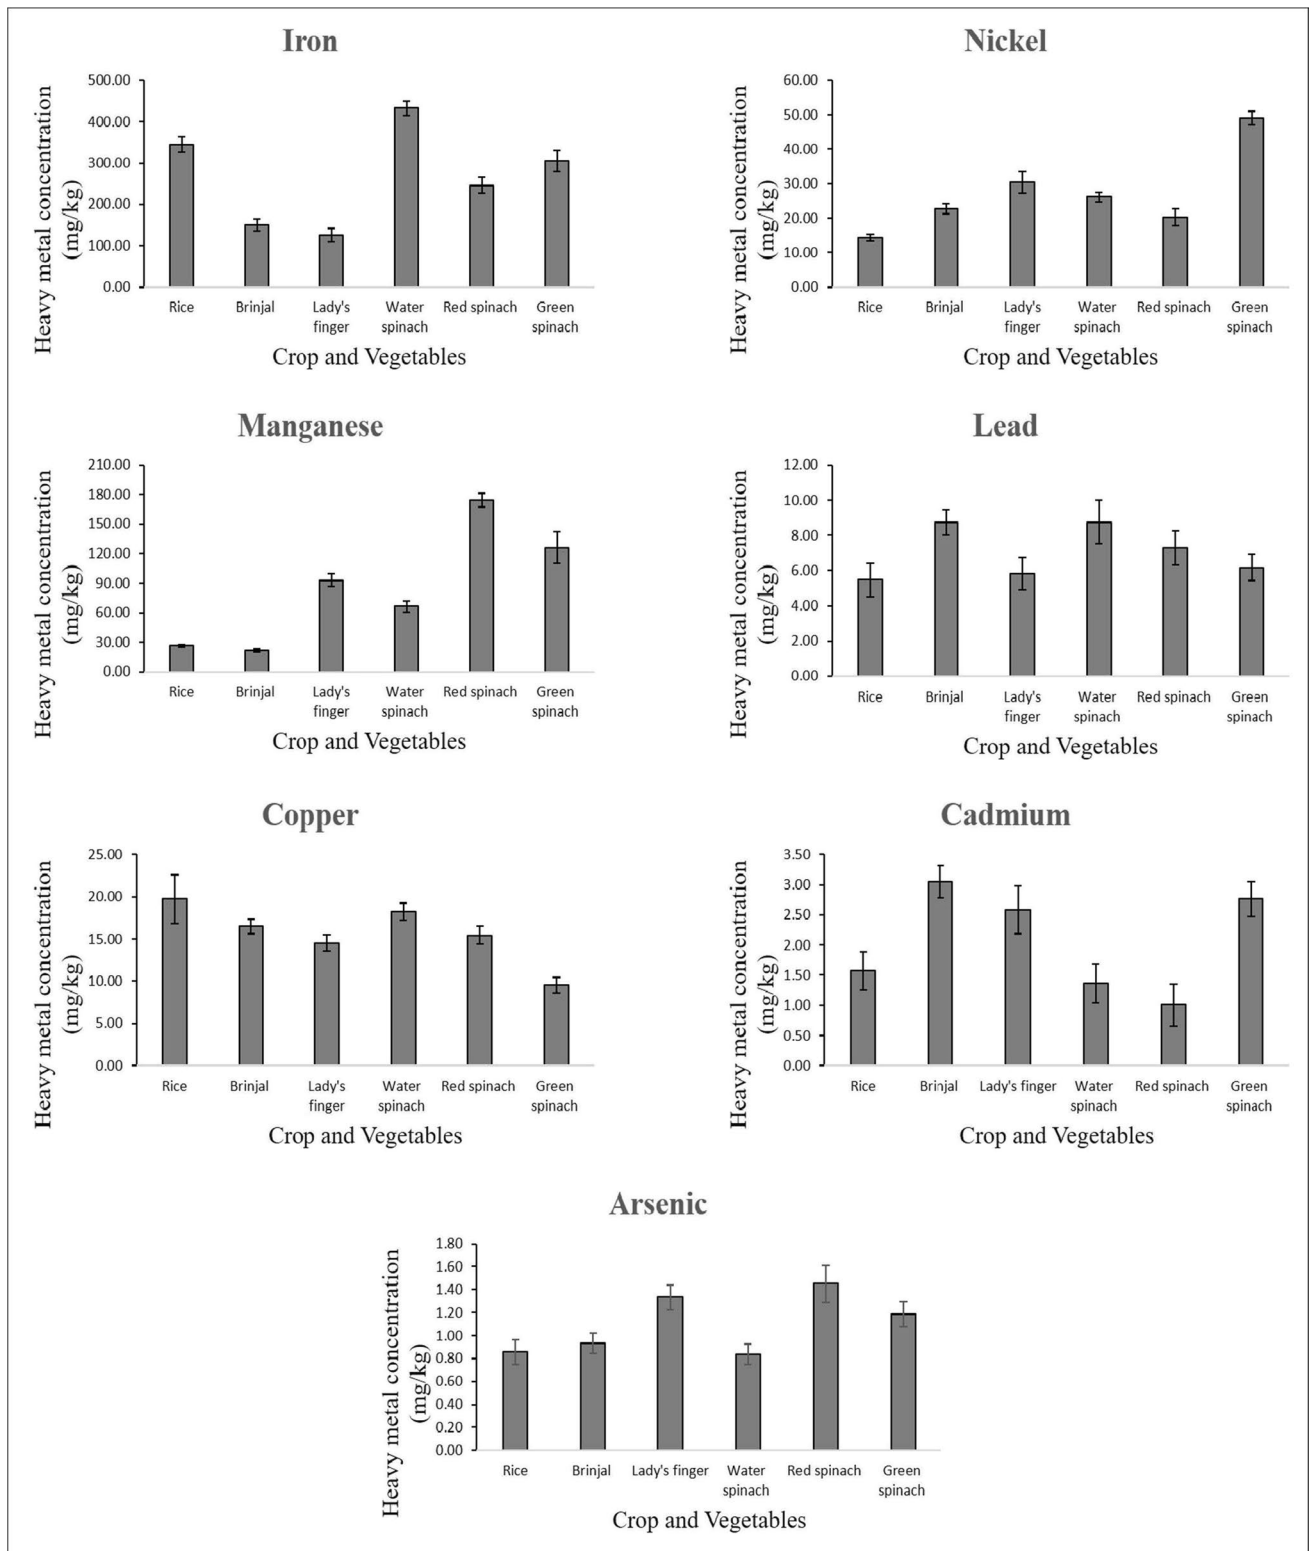 Iron
Heavy metal concentration
(mg/kg)
500.00
400.00
300.00
200.00
100.00
0.00
Rice Brinjal Lady's finger Water spinach Red spinach Green spinach
Crop and Vegetables
Nickel
Heavy metal concentration
(mg/kg)
60.00
50.00
40.00
30.00
20.00
10.00
0.00
Rice Brinjal Lady's finger Water spinach Red spinach Green spinach
Crop and Vegetables
Manganese
Heavy metal concentration
(mg/kg)
210.00
180.00
150.00
120.00
90.00
60.00
30.00
0.00
Rice Brinjal Lady's finger Water spinach Red spinach Green spinach
Crop and Vegetables
Lead
Heavy metal concentration
(mg/kg)
12.00
10.00
8.00
6.00
4.00
2.00
0.00
Rice Brinjal Lady's finger Water spinach Red spinach Green spinach
Crop and Vegetables
Copper
Heavy metal concentration
(mg/kg)
25.00
20.00
15.00
10.00
5.00
0.00
Rice Brinjal Lady's finger Water spinach Red spinach Green spinach
Crop and Vegetables
Cadmium
Heavy metal concentration
(mg/kg)
3.50
3.00
2.50
2.00
1.50
1.00
0.50
0.00
Rice Brinjal Lady's finger Water spinach Red spinach Green spinach
Crop and Vegetables
Arsenic
Heavy metal concentration
(mg/kg)
1.80
1.60
1.40
1.20
1.00
0.80
0.60
0.40
0.20
0.00
Rice Brinjal Lady's finger Water spinach Red spinach Green spinach
Crop and Vegetables